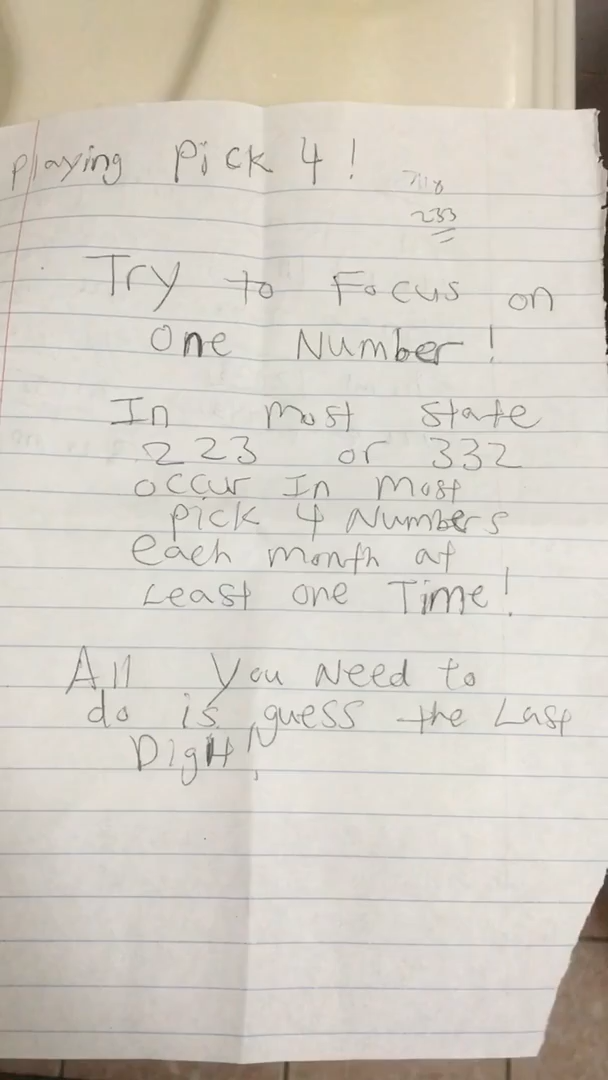 Playing Pick 4!
233
Try to Focus on
One Number!
In most state
223 or 332
occur In most
pick 4 Numbers
each month at
Least one Time!
All You Need to
do is guess the Last
Digit!